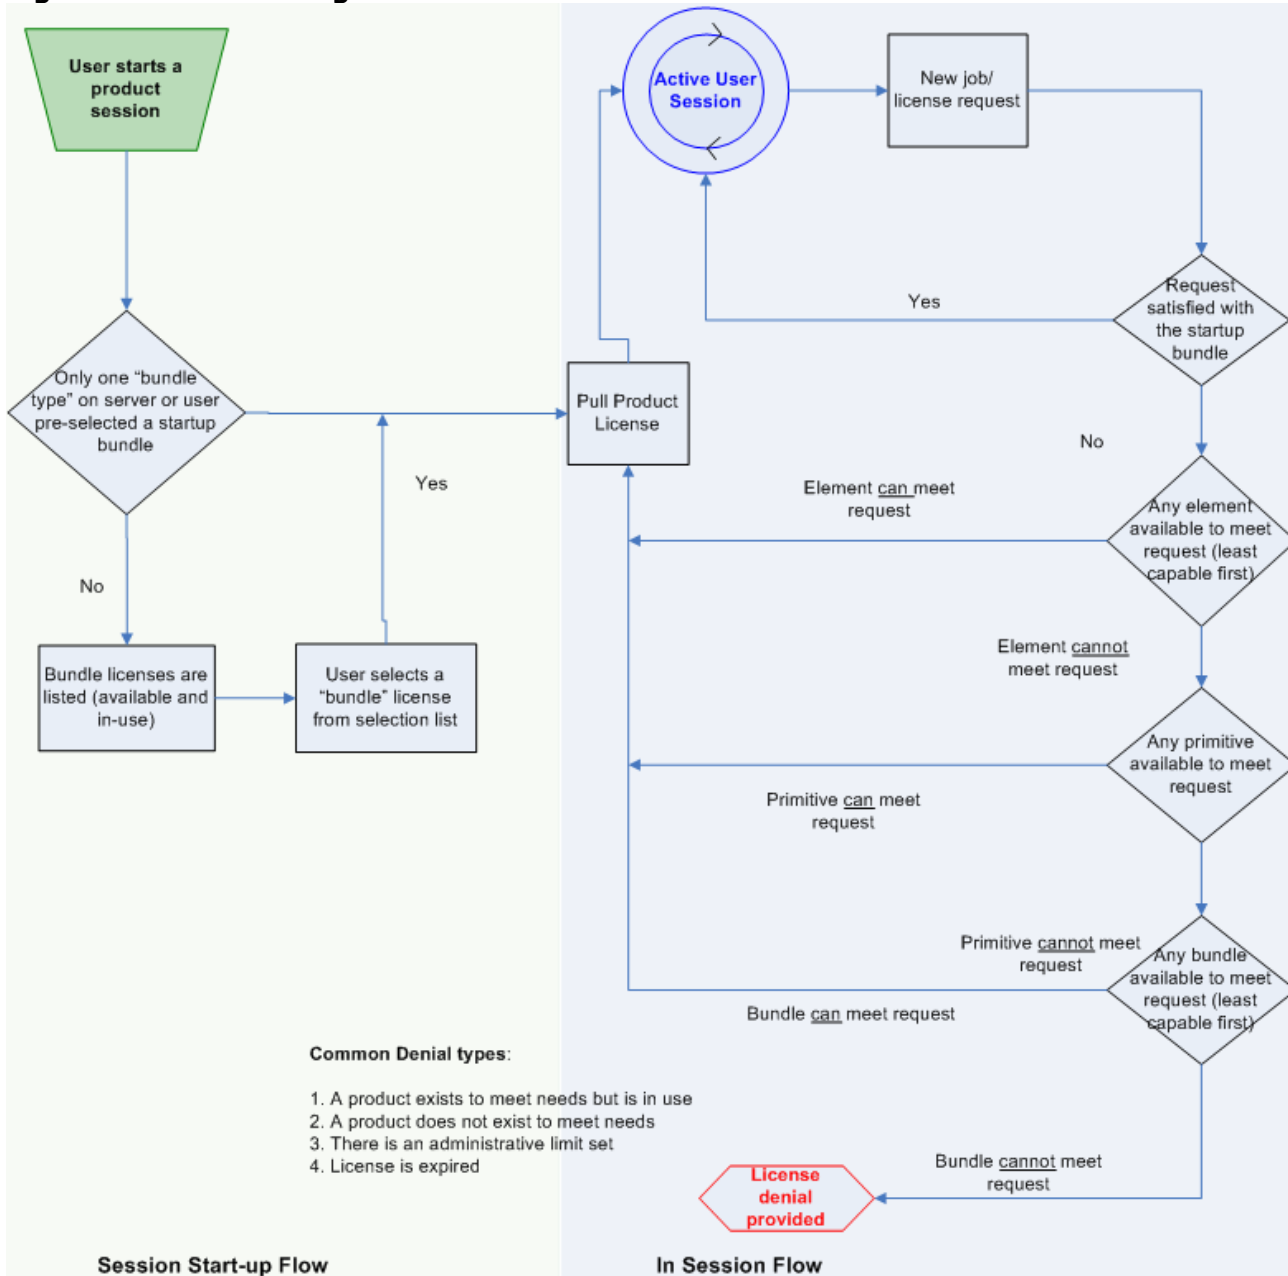 User starts a
product
session
Active User
Session
New job/
license request
Request
satisfied with
the startup
bundle
Yes
Only one “bundle
type” on server or user
pre-selected a startup
bundle
Pull Product
License
No
Yes
Element can meet
request
Any element
available to meet
request (least
capable first)
No
Bundle licenses are
listed (available and
in-use)
User selects a
“bundle” license
from selection list
Element cannot
meet request
Any primitive
available to meet
request
Primitive can meet
request
Primitive cannot meet
request
Any bundle
available to meet
request (least
capable first)
Bundle can meet request
Common Denial types:
1. A product exists to meet needs but is in use
2. A product does not exist to meet needs
3. There is an administrative limit set
4. License is expired
Bundle cannot meet
request
License
denial
provided
Session Start-up Flow
In Session Flow